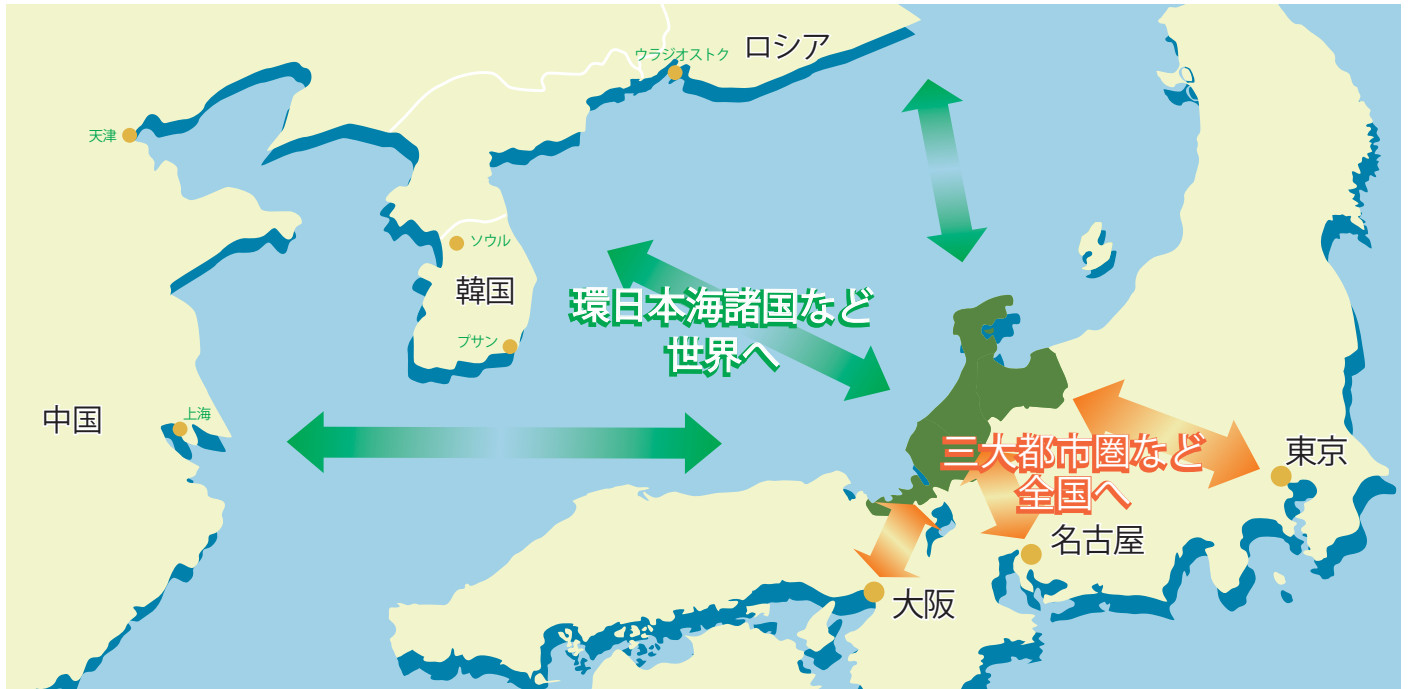 ロシア
ウラジオストク
天津
ソウル
韓国
プサン
中国
上海
環日本海諸国など
世界へ
三大都市圏など
全国へ
東京
名古屋
大阪